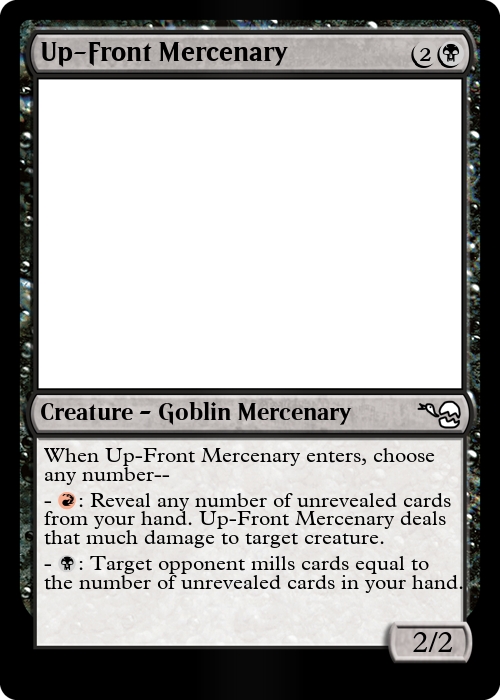 Up-Front Mercenary 2
Creature - Goblin Mercenary
When Up-Front Mercenary enters, choose
any number--
- : Reveal any number of unrevealed cards
from your hand. Up-Front Mercenary deals
that much damage to target creature.
- : Target opponent mills cards equal to
the number of unrevealed cards in your hand.
2/2